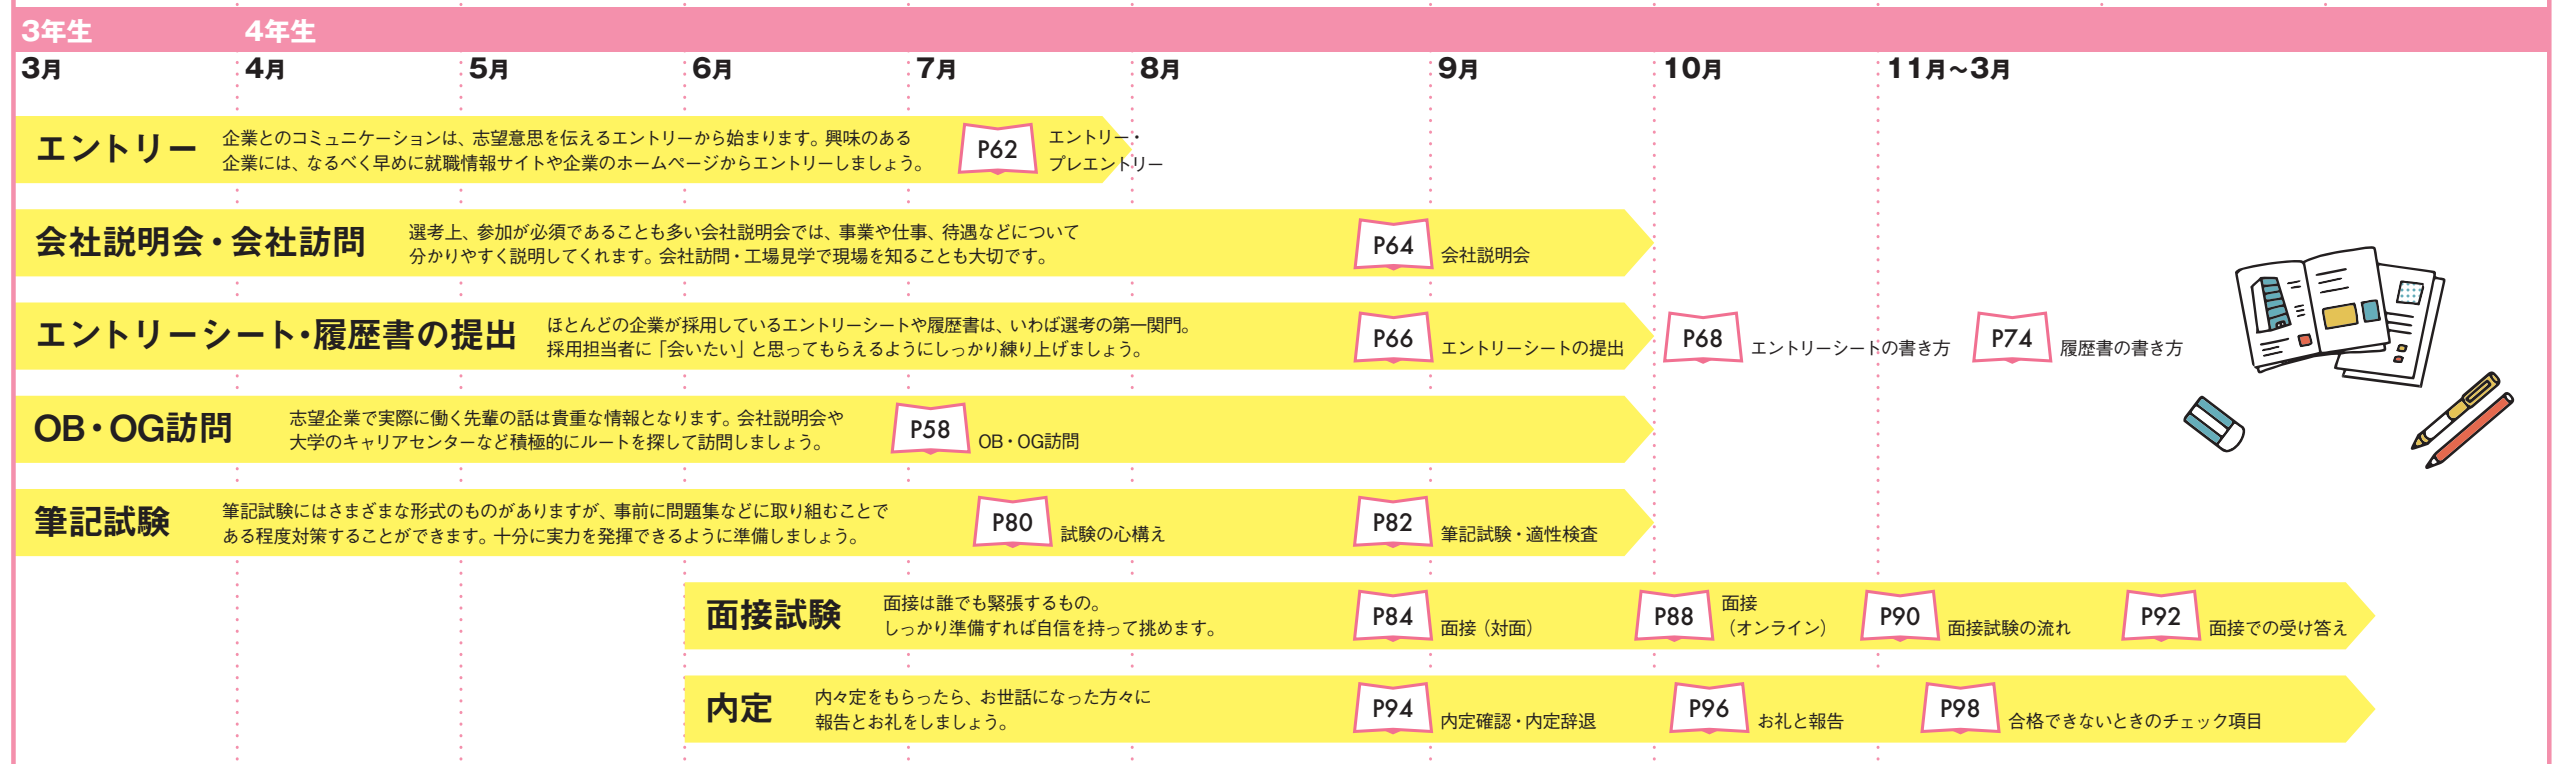 3年生 4年生
3月 4月 5月 6月 7月 8月 9月 10月 11月～3月
エントリー
企業とのコミュニケーションは、志望意思を伝えるエントリーから始まります。興味のある
企業には、なるべく早めに就職情報サイトや企業のホームページからエントリーしましょう。
P62
エントリー・
プレエントリー
会社説明会・会社訪問
選考上、参加が必須であることも多い会社説明会では、事業や仕事、待遇などについて
分かりやすく説明してくれます。会社訪問・工場見学で現場を知ることも大切です。
P64 会社説明会
エントリーシート・履歴書の提出
ほとんどの企業が採用しているエントリーシートや履歴書は、いわば選考の第一関門。
採用担当者に「会いたい」と思ってもらえるようにしっかり練り上げましょう。
P66 エントリーシートの提出
P68 エントリーシートの書き方
P74 履歴書の書き方
OB・OG訪問
志望企業で実際に働く先輩の話は貴重な情報となります。会社説明会や
大学のキャリアセンターなど積極的にルートを探して訪問しましょう。
P58 OB・OG訪問
筆記試験
筆記試験にはさまざまな形式のものがありますが、事前に問題集などに取り組むことで
ある程度対策することができます。十分に実力を発揮できるように準備しましょう。
P80 試験の心構え
P82 筆記試験・適性検査
面接試験
面接は誰でも緊張するもの。
しっかり準備すれば自信を持って挑めます。
P84 面接（対面）
P88 面接
（オンライン）
P90 面接試験の流れ
P92 面接での受け答え
内定
内々定をもらったら、お世話になった方々に
報告とお礼をしましょう。
P94 内定確認・内定辞退
P96 お礼と報告
P98 合格できないときのチェック項目